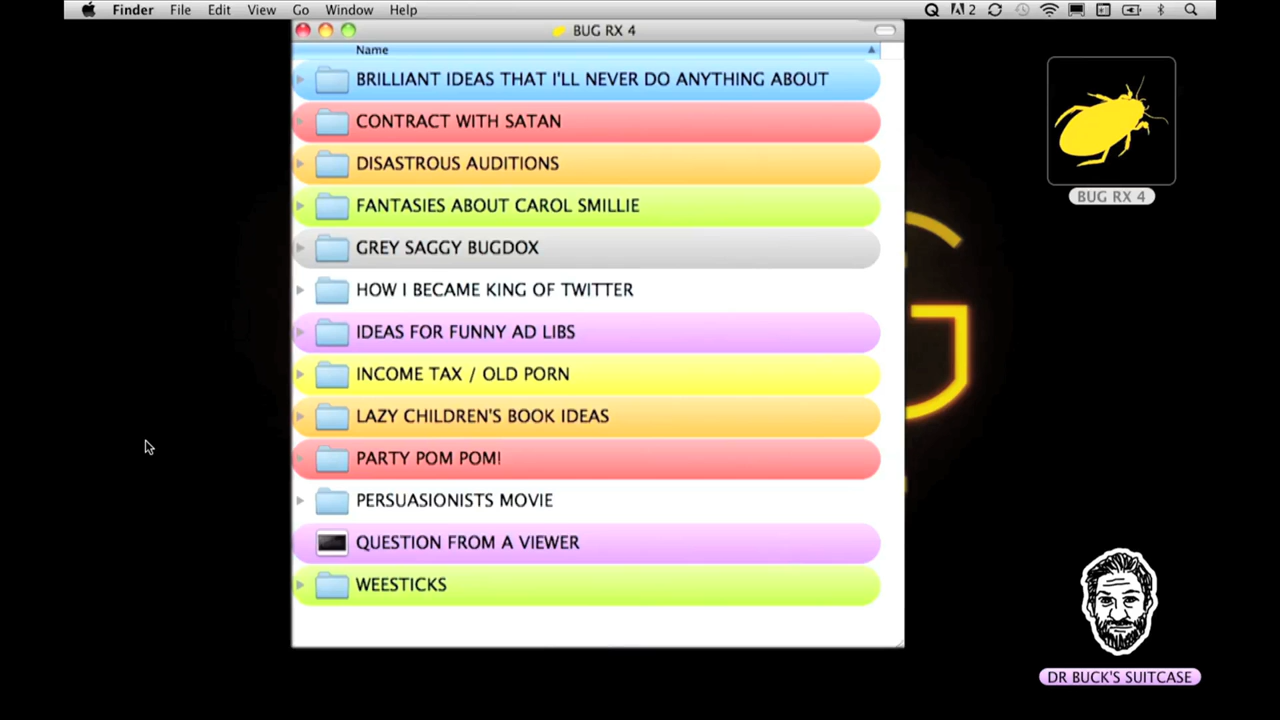 Finder File Edit View Go Window Help
2
BUG RX 4
Name
BRILLIANT IDEAS THAT I'LL NEVER DO ANYTHING ABOUT
CONTRACT WITH SATAN
DISASTROUS AUDITIONS
FANTASIES ABOUT CAROL SMILLIE
GREY SAGGY BUGDOX
HOW I BECAME KING OF TWITTER
IDEAS FOR FUNNY AD LIBS
INCOME TAX / OLD PORN
LAZY CHILDREN'S BOOK IDEAS
PARTY POM POM!
PERSUASIONISTS MOVIE
QUESTION FROM A VIEWER
WEESTICKS
BUG RX 4
G
DR BUCK'S SUITCASE